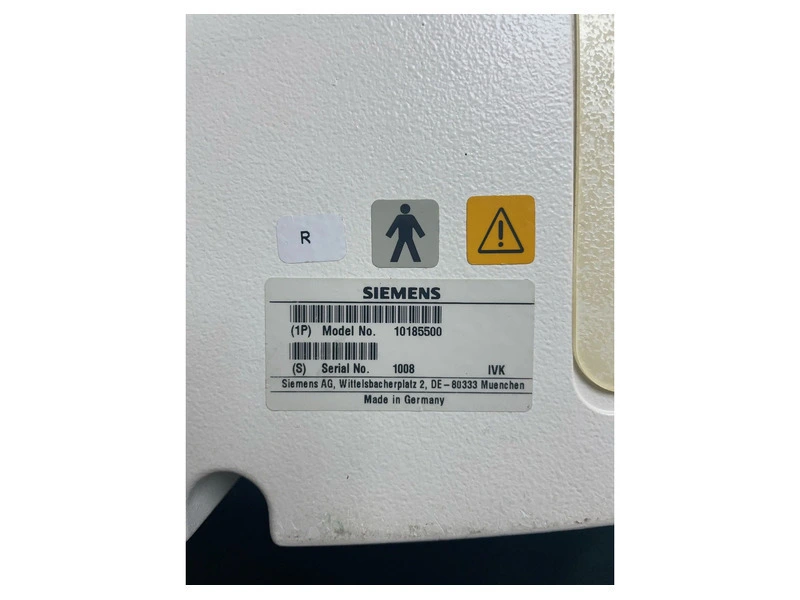 R
SIEMENS
(1P) Model No. 10185500
(S) Serial No. 1008 IVK
Siemens AG, Wittelsbacherplatz 2, DE-80333 Muenchen
Made in Germany